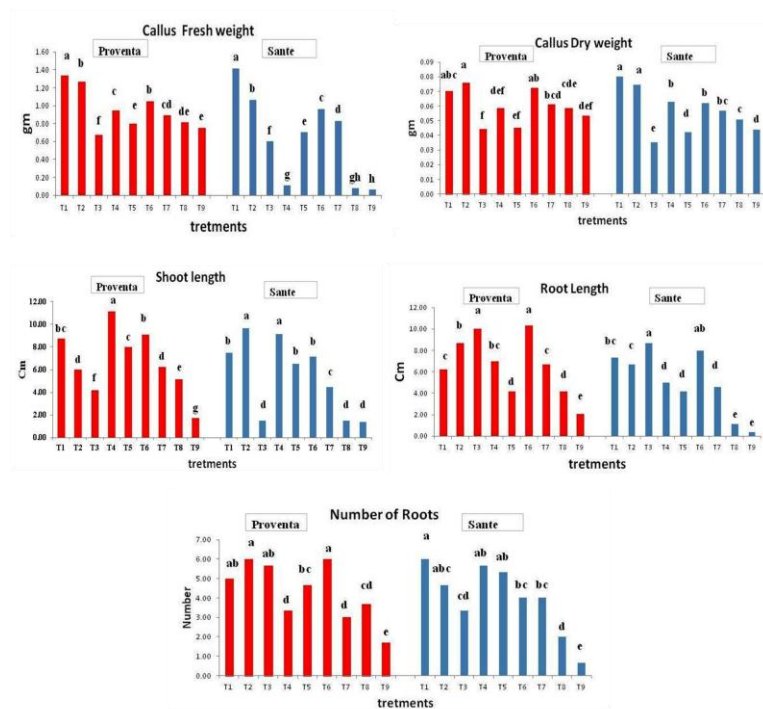 Callus Fresh weight
Proventa
Sante
1.60
1.40
1.20
1.00
0.80
0.60
0.40
0.20
0.00
gm
a b f c e b cd de e
a b f g e c d gh h
T1 T2 T3 T4 T5 T6 T7 T8 T9
T1 T2 T3 T4 T5 T6 T7 T8 T9
tretments
Callus Dry weight
Proventa
Sante
0.09
0.08
0.07
0.06
0.05
0.04
0.03
0.02
0.01
0.00
gm
abc a f def ef ab bcd cde def
a a e b d b bc c d
T1 T2 T3 T4 T5 T6 T7 T8 T9
T1 T2 T3 T4 T5 T6 T7 T8 T9
tretments
Shoot length
Proventa
Sante
12.00
10.00
8.00
6.00
4.00
2.00
0.00
Cm
bc d f a c b d e g
b a d a b b c d d
T1 T2 T3 T4 T5 T6 T7 T8 T9
T1 T2 T3 T4 T5 T6 T7 T8 T9
tretments
Root Length
Proventa
Sante
12.00
10.00
8.00
6.00
4.00
2.00
0.00
Cm
c b a c d a c d e
bc c a d d ab d e e
T1 T2 T3 T4 T5 T6 T7 T8 T9
T1 T2 T3 T4 T5 T6 T7 T8 T9
tretments
Number of Roots
Proventa
Sante
7.00
6.00
5.00
4.00
3.00
2.00
1.00
0.00
Number
ab a ab d bc a d cd e
a abc cd ab ab bc bc d e
T1 T2 T3 T4 T5 T6 T7 T8 T9
T1 T2 T3 T4 T5 T6 T7 T8 T9
tretments